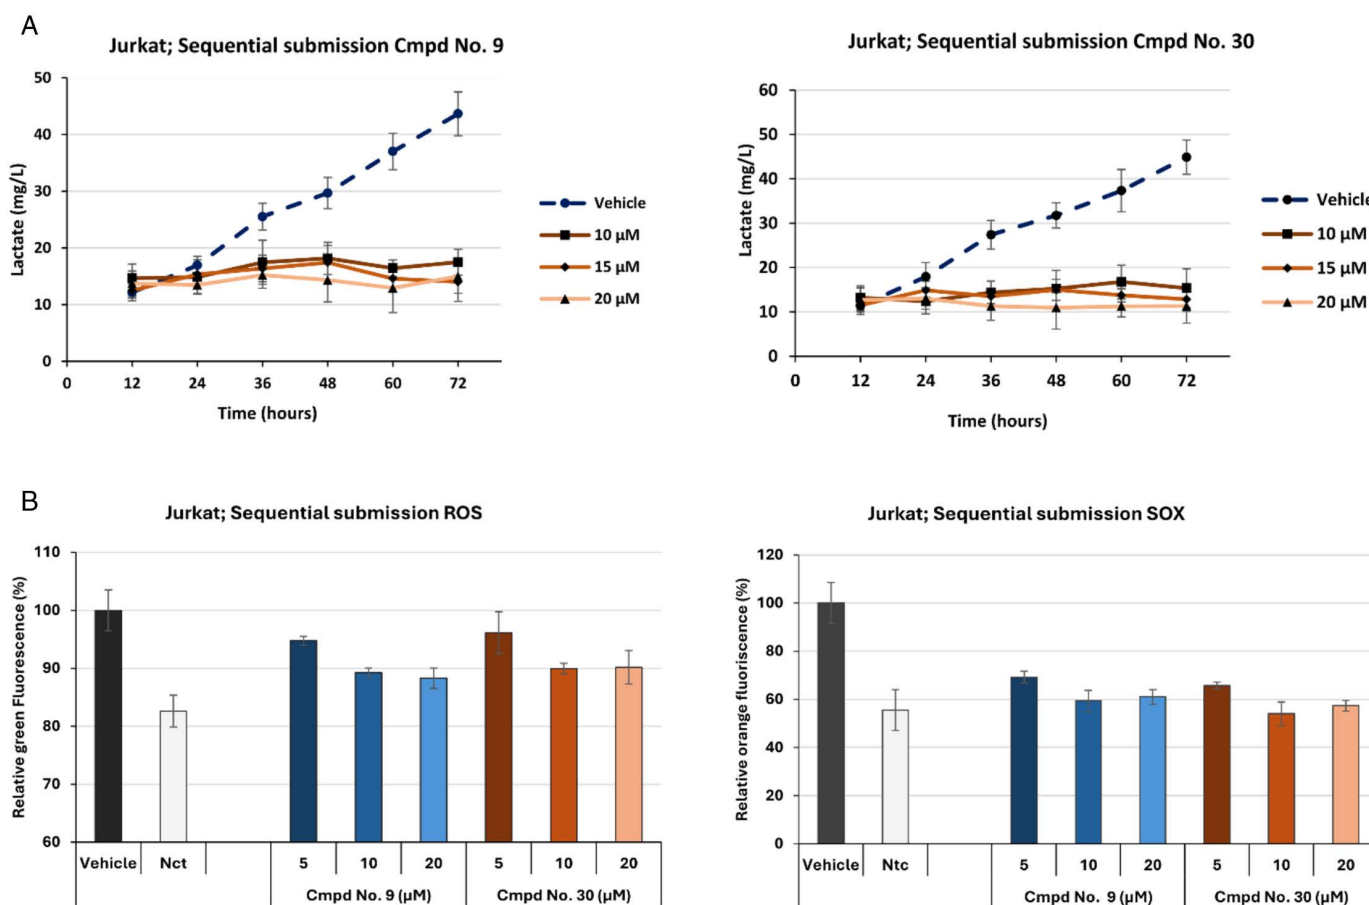 A
Jurkat; Sequential submission Cmpd No. 9
50
40
30
20
10
0
Lactate (mg/L)
0 12 24 36 48 60 72
Time (hours)
Vehicle
10 µM
15 µM
20 µM
Jurkat; Sequential submission Cmpd No. 30
60
50
40
30
20
10
0
Lactate (mg/L)
0 12 24 36 48 60 72
Time (hours)
Vehicle
10 µM
15 µM
20 µM
B
Jurkat; Sequential submission ROS
110
100
90
80
70
60
Relative green Fluorescence (%)
Vehicle Nct 5 10 20 5 10 20
Cmpd No. 9 (µM) Cmpd No. 30 (µM)
Jurkat; Sequential submission SOX
120
100
80
60
40
20
0
Relative orange fluoriscence (%)
Vehicle Ntc 5 10 20 5 10 20
Cmpd No. 9 (µM) Cmpd No. 30 (µM)